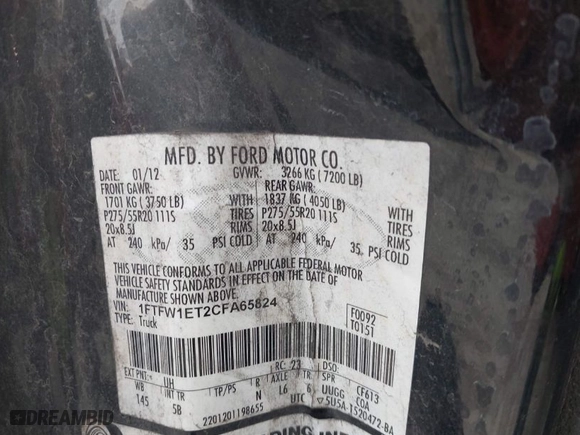 MFD. BY FORD MOTOR CO.
DATE: 01/12 GVWR: 3266 KG ( 7200 LB)
FRONT GAWR: REAR GAWR:
1701 KG ( 3750 LB) WITH 1837 KG ( 4050 LB) WITH
P275/55R20 111S TIRES P275/55R20 111S TIRES
20x8.5J RIMS 20x8.5J RIMS
AT 240 kPa/ 35 PSI COLD AT 240 kPa/ 35 PSI COLD
THIS VEHICLE CONFORMS TO ALL APPLICABLE FEDERAL MOTOR
VEHICLE SAFETY STANDARDS IN EFFECT ON THE DATE OF
MANUFACTURE SHOWN ABOVE.
VIN: 1FTFW1ET2CFA65824 F0092
TYPE: Truck T0151
EXT PNT: UH RC: 23 DSO:
WB TP/PS R AXLE TR SPR CF613
145 5B N L6 6 UUGG COA
2201201198655 UTC 5U5A-1520472-BA
DREAMBID